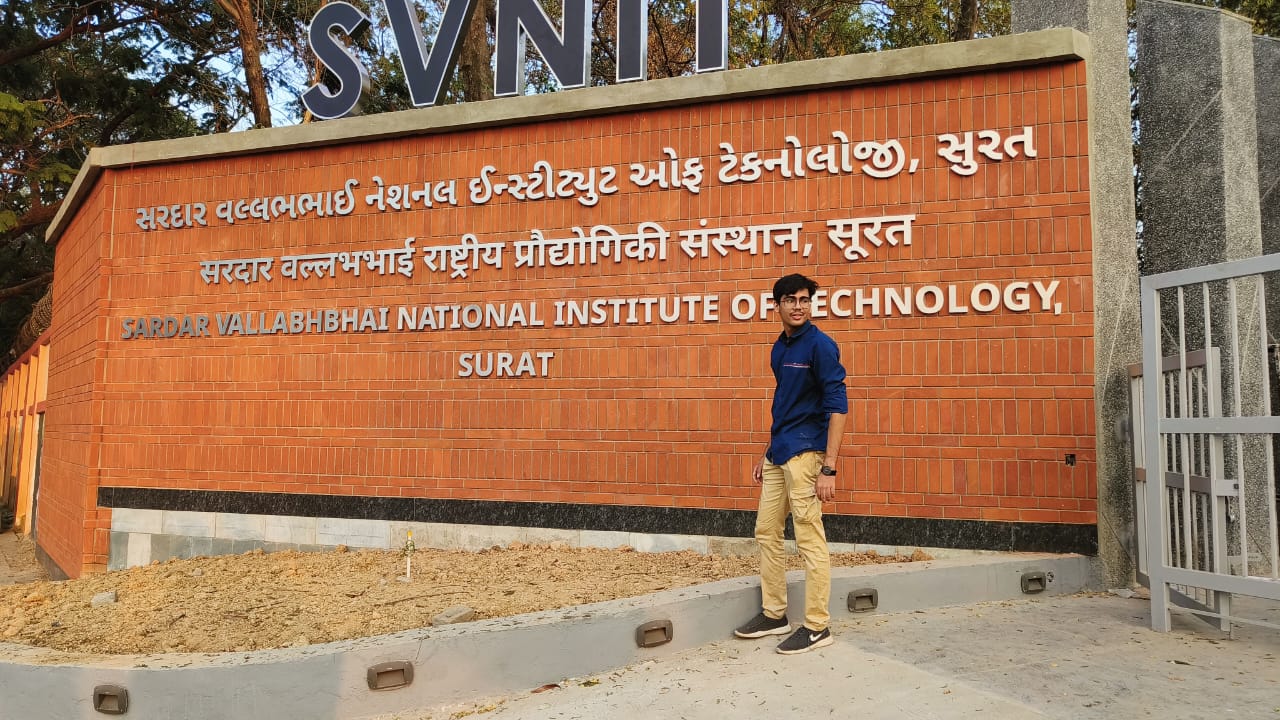 SVNIT
સરદાર વલ્લભભાઈ નેશનલ ઈન્સ્ટીટ્યુટ ઓફ ટેકનોલોજી, સુરત
सरदार वल्लभभाई राष्ट्रीय प्रौद्योगिकी संस्थान, सूरत
SARDAR VALLABHBHAI NATIONAL INSTITUTE OF TECHNOLOGY,
SURAT